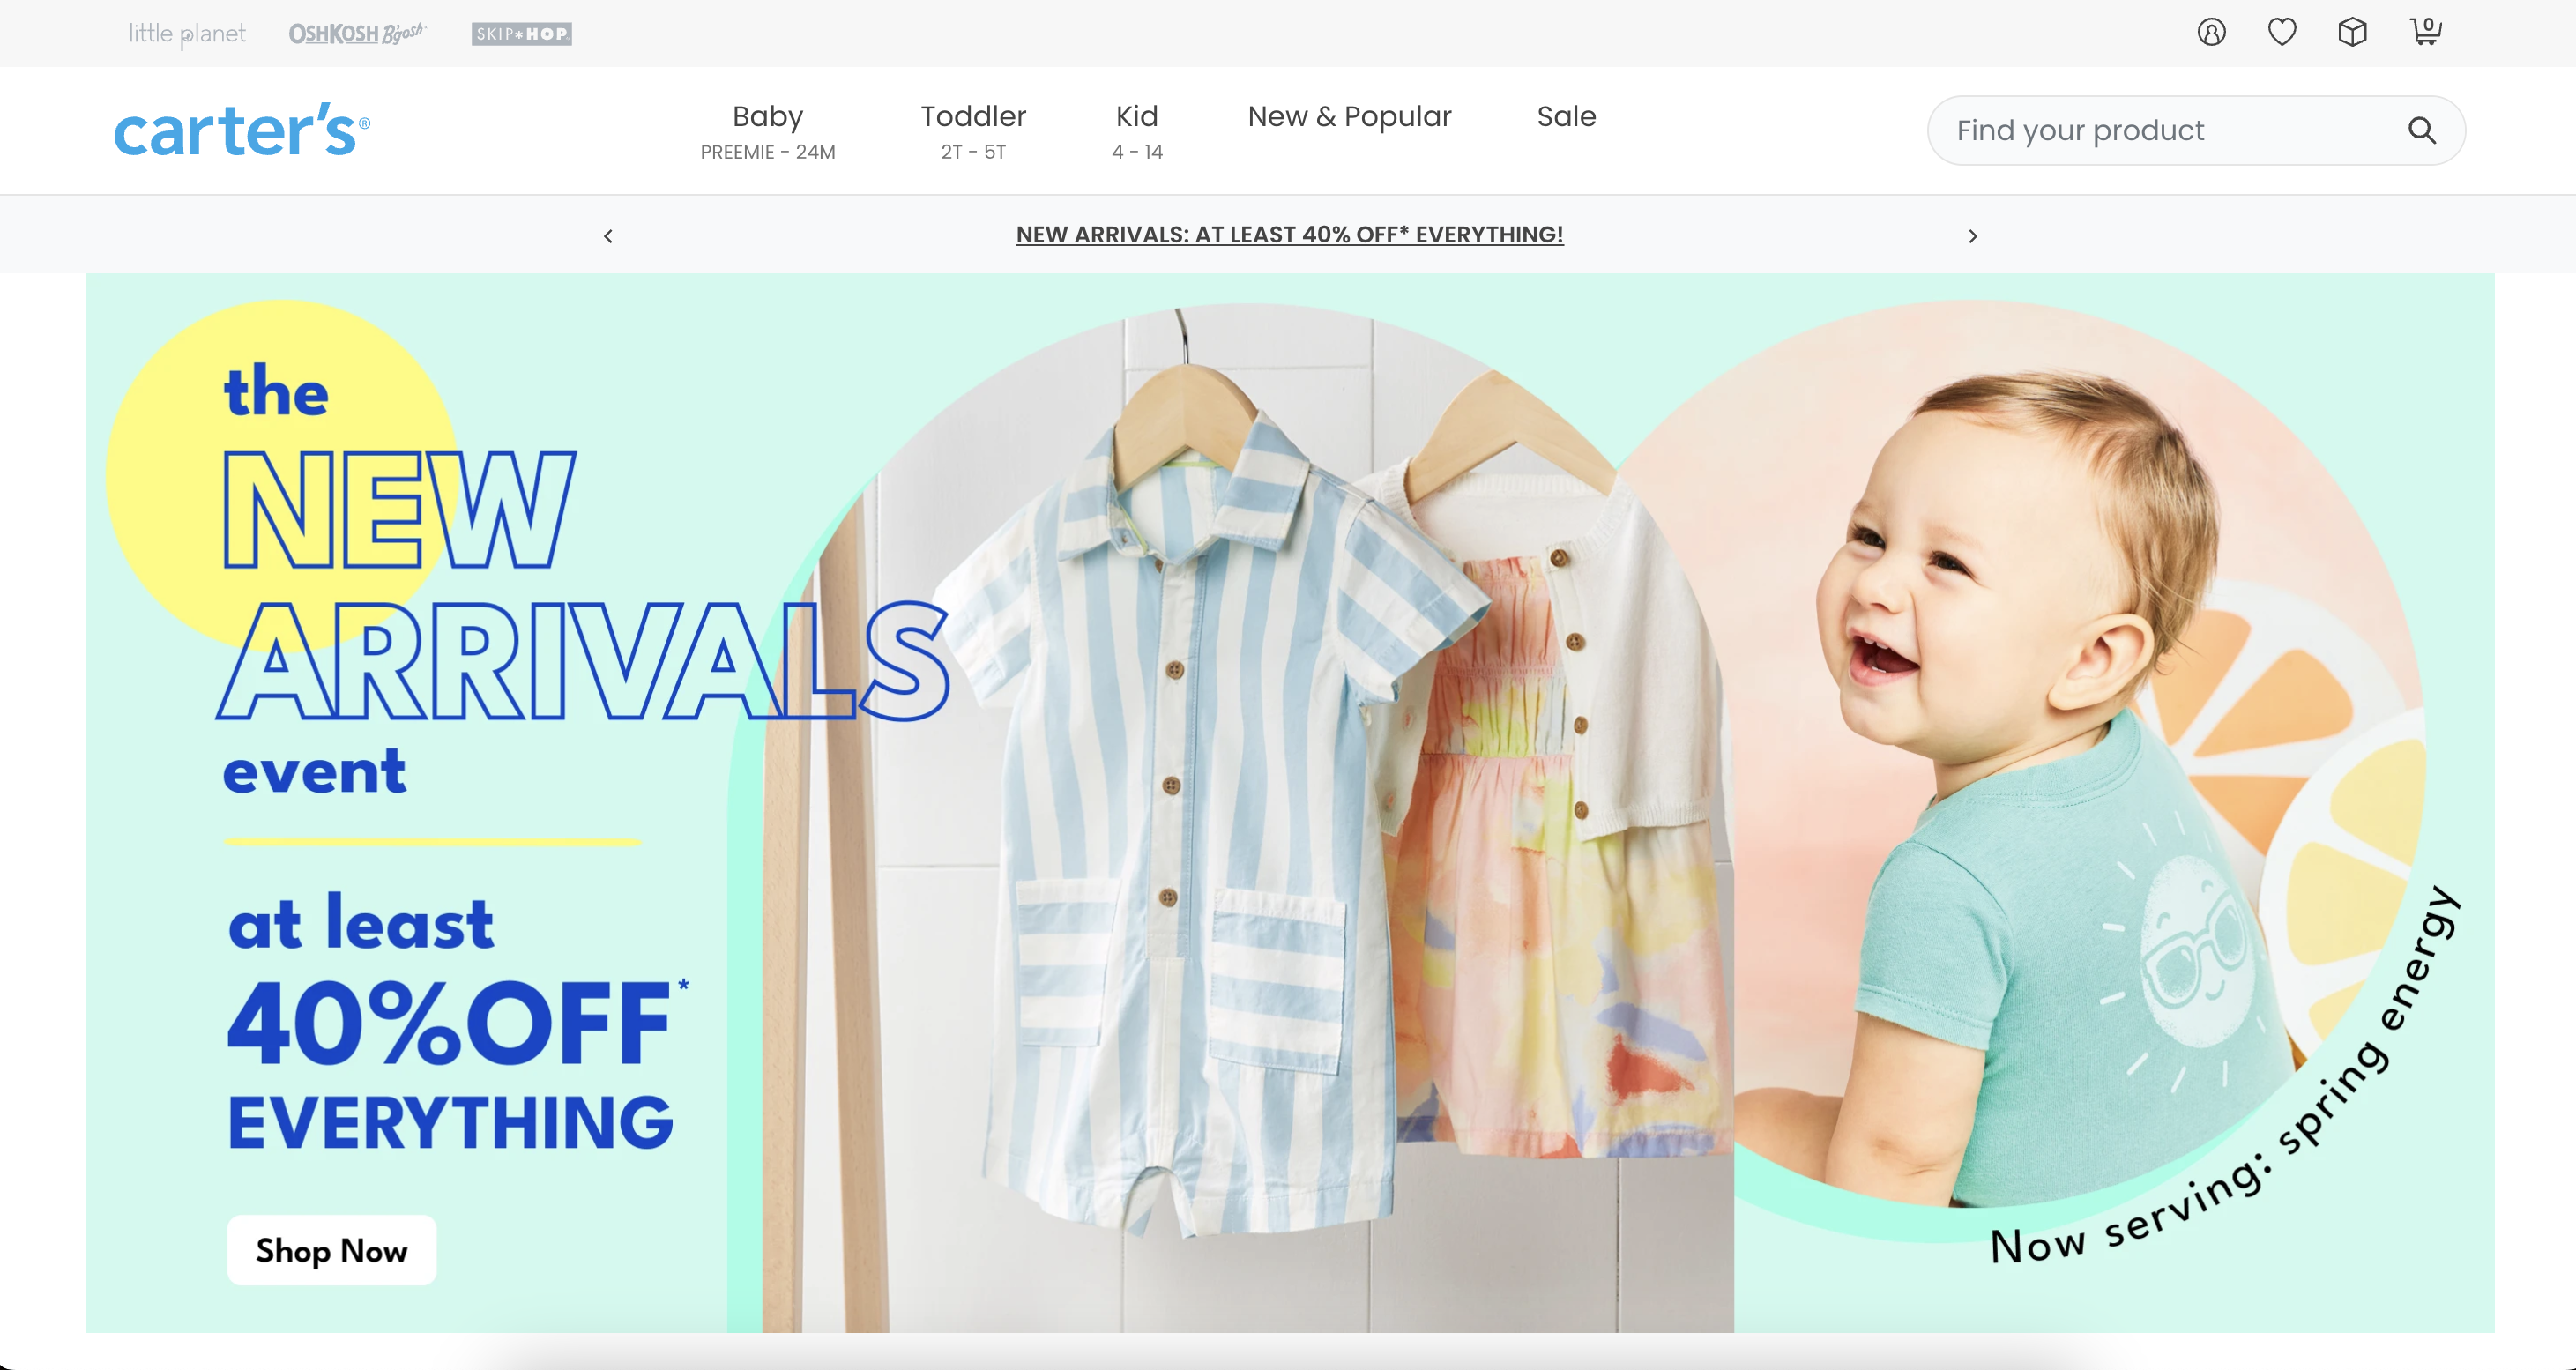 little planet
OSHKOSH B'gosh
SKIP*HOP
0
carter's®
Baby
PREEMIE - 24M
Toddler
2T - 5T
Kid
4 - 14
New & Popular
Sale
Find your product
NEW ARRIVALS: AT LEAST 40% OFF* EVERYTHING!
the
NEW
ARRIVALS
event
at least
40%OFF*
EVERYTHING
Shop Now
Now serving: spring energy